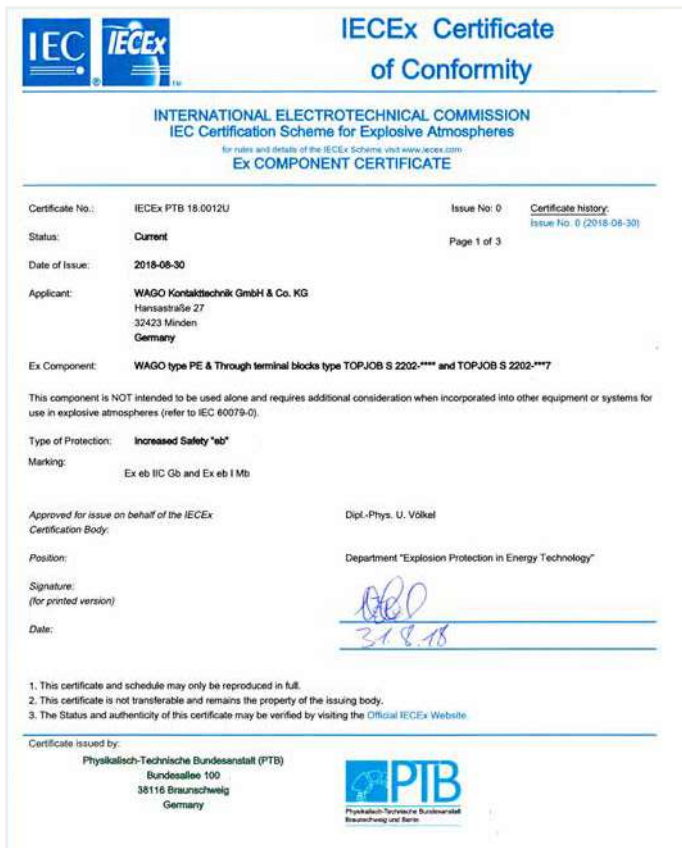 IEC ® IECEx ™
IECEx Certificate
of Conformity
INTERNATIONAL ELECTROTECHNICAL COMMISSION
IEC Certification Scheme for Explosive Atmospheres
for rules and details of the IECEx Scheme visit www.iecex.com
Ex COMPONENT CERTIFICATE
Certificate No.: IECEx PTB 18.0012U Issue No: 0 Certificate history:
Issue No. 0 (2018-08-30)
Status: Current Page 1 of 3
Date of Issue: 2018-08-30
Applicant: WAGO Kontakttechnik GmbH & Co. KG
Hansastraße 27
32423 Minden
Germany
Ex Component: WAGO type PE & Through terminal blocks type TOPJOB S 2202-**** and TOPJOB S 2202-***7
This component is NOT intended to be used alone and requires additional consideration when incorporated into other equipment or systems for
use in explosive atmospheres (refer to IEC 60079-0).
Type of Protection: Increased Safety "eb"
Marking:
Ex eb IIC Gb and Ex eb I Mb
Approved for issue on behalf of the IECEx Dipl.-Phys. U. Völkel
Certification Body:
Position: Department "Explosion Protection in Energy Technology"
Signature:
(for printed version)
Date: 31.8.18
1. This certificate and schedule may only be reproduced in full.
2. This certificate is not transferable and remains the property of the issuing body.
3. The Status and authenticity of this certificate may be verified by visiting the Official IECEx Website
Certificate issued by:
Physikalisch-Technische Bundesanstalt (PTB)
Bundesallee 100
38116 Braunschweig
Germany
PTB
Physikalisch-Technische Bundesanstalt
Braunschweig und Berlin